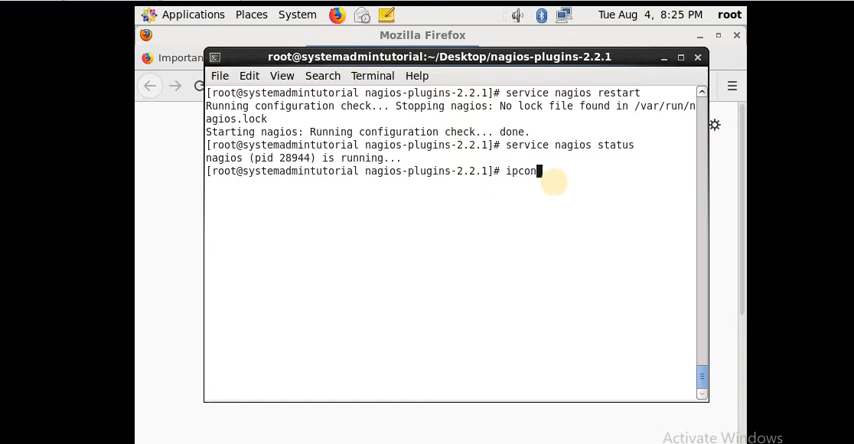 Applications Places System Tue Aug 4, 8:25 PM root
Mozilla Firefox
Importan
root@systemadmintutorial:~/Desktop/nagios-plugins-2.2.1
File Edit View Search Terminal Help
[root@systemadmintutorial nagios-plugins-2.2.1]# service nagios restart
Running configuration check... Stopping nagios: No lock file found in /var/run/n
agios.lock
Starting nagios: Running configuration check... done.
[root@systemadmintutorial nagios-plugins-2.2.1]# service nagios status
nagios (pid 28944) is running...
[root@systemadmintutorial nagios-plugins-2.2.1]# ipcon
Activate Windows